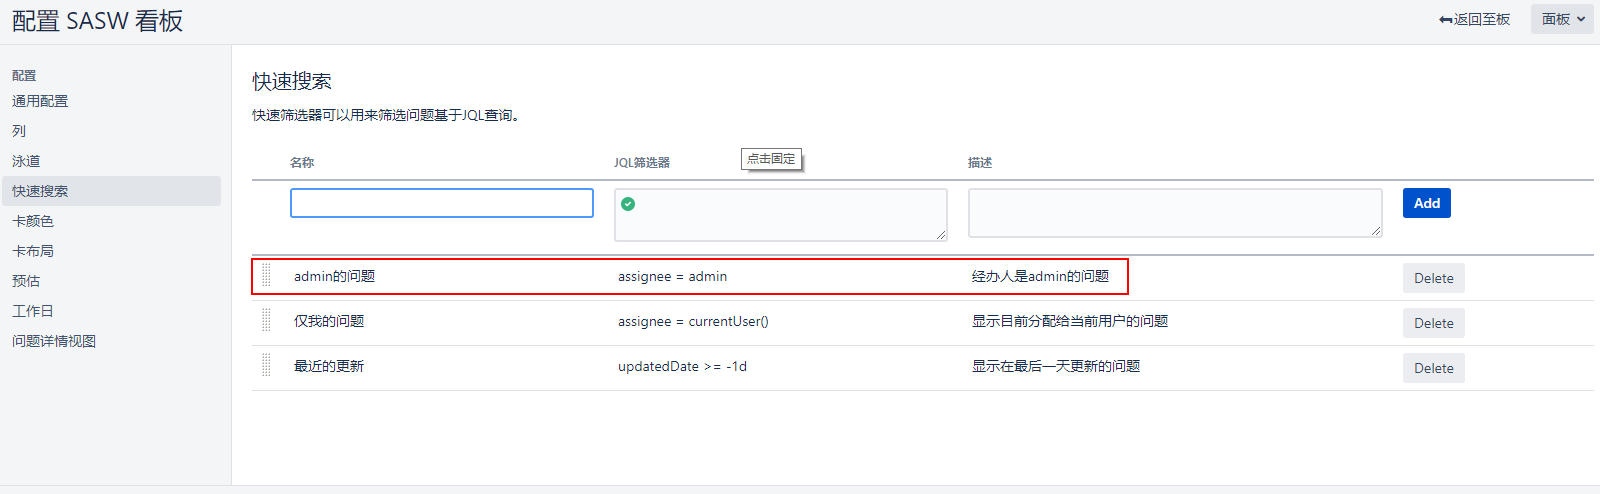 配置 SASW 看板
返回至板
面板
配置
通用配置
列
泳道
快速搜索
卡颜色
卡布局
预估
工作日
问题详情视图
快速搜索
快速筛选器可以用来筛选问题基于JQL查询。
名称 JQL筛选器 点击固定 描述
Add
admin的问题 assignee = admin 经办人是admin的问题 Delete
仅我的问题 assignee = currentUser() 显示目前分配给当前用户的问题 Delete
最近的更新 updatedDate >= -1d 显示在最后一天更新的问题 Delete